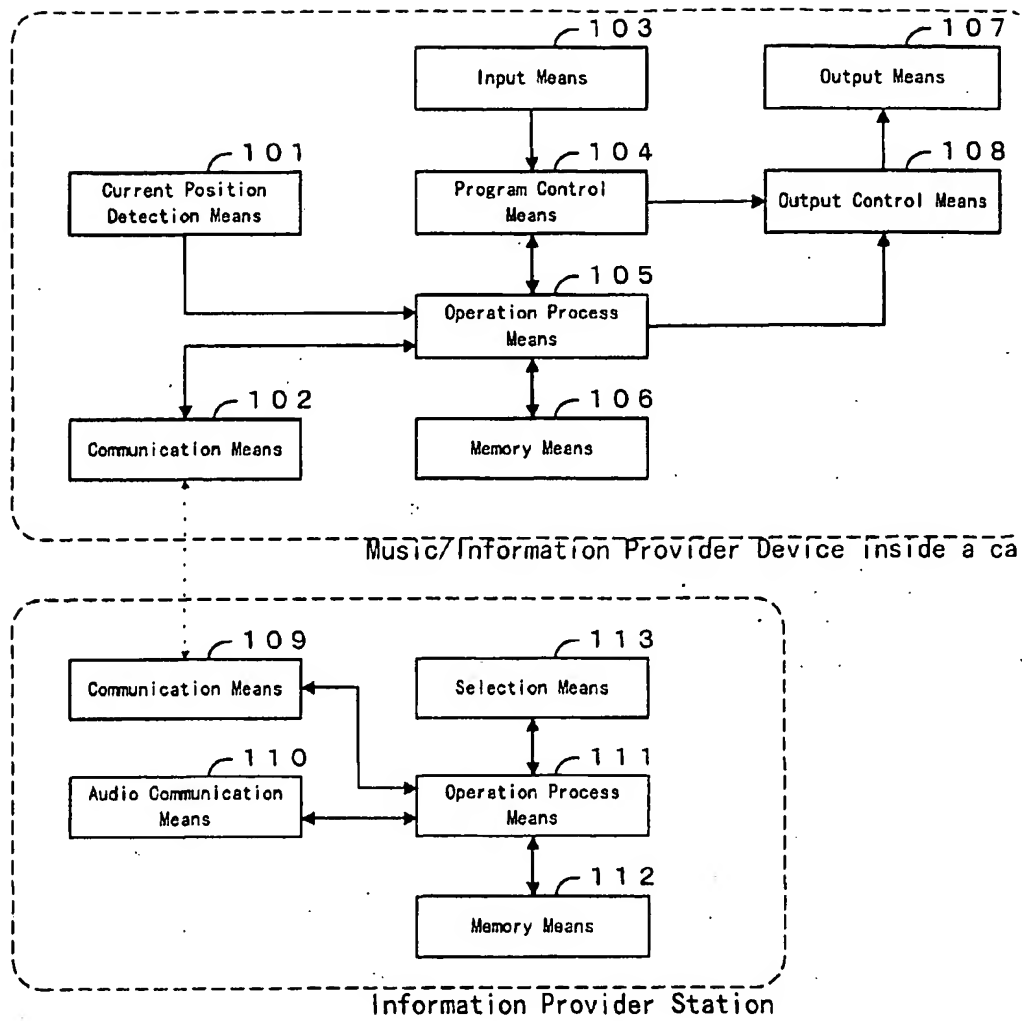 103
Input Means
107
Output Means
101
Current Position
Detection Means
104
Program Control
Means
108
Output Control Means
105
Operation Process
Means
102
Communication Means
106
Memory Means
Music/Information Provider Device inside a ca
109
Communication Means
113
Selection Means
110
Audio Communication
Means
111
Operation Process
Means
112
Memory Means
Information Provider Station